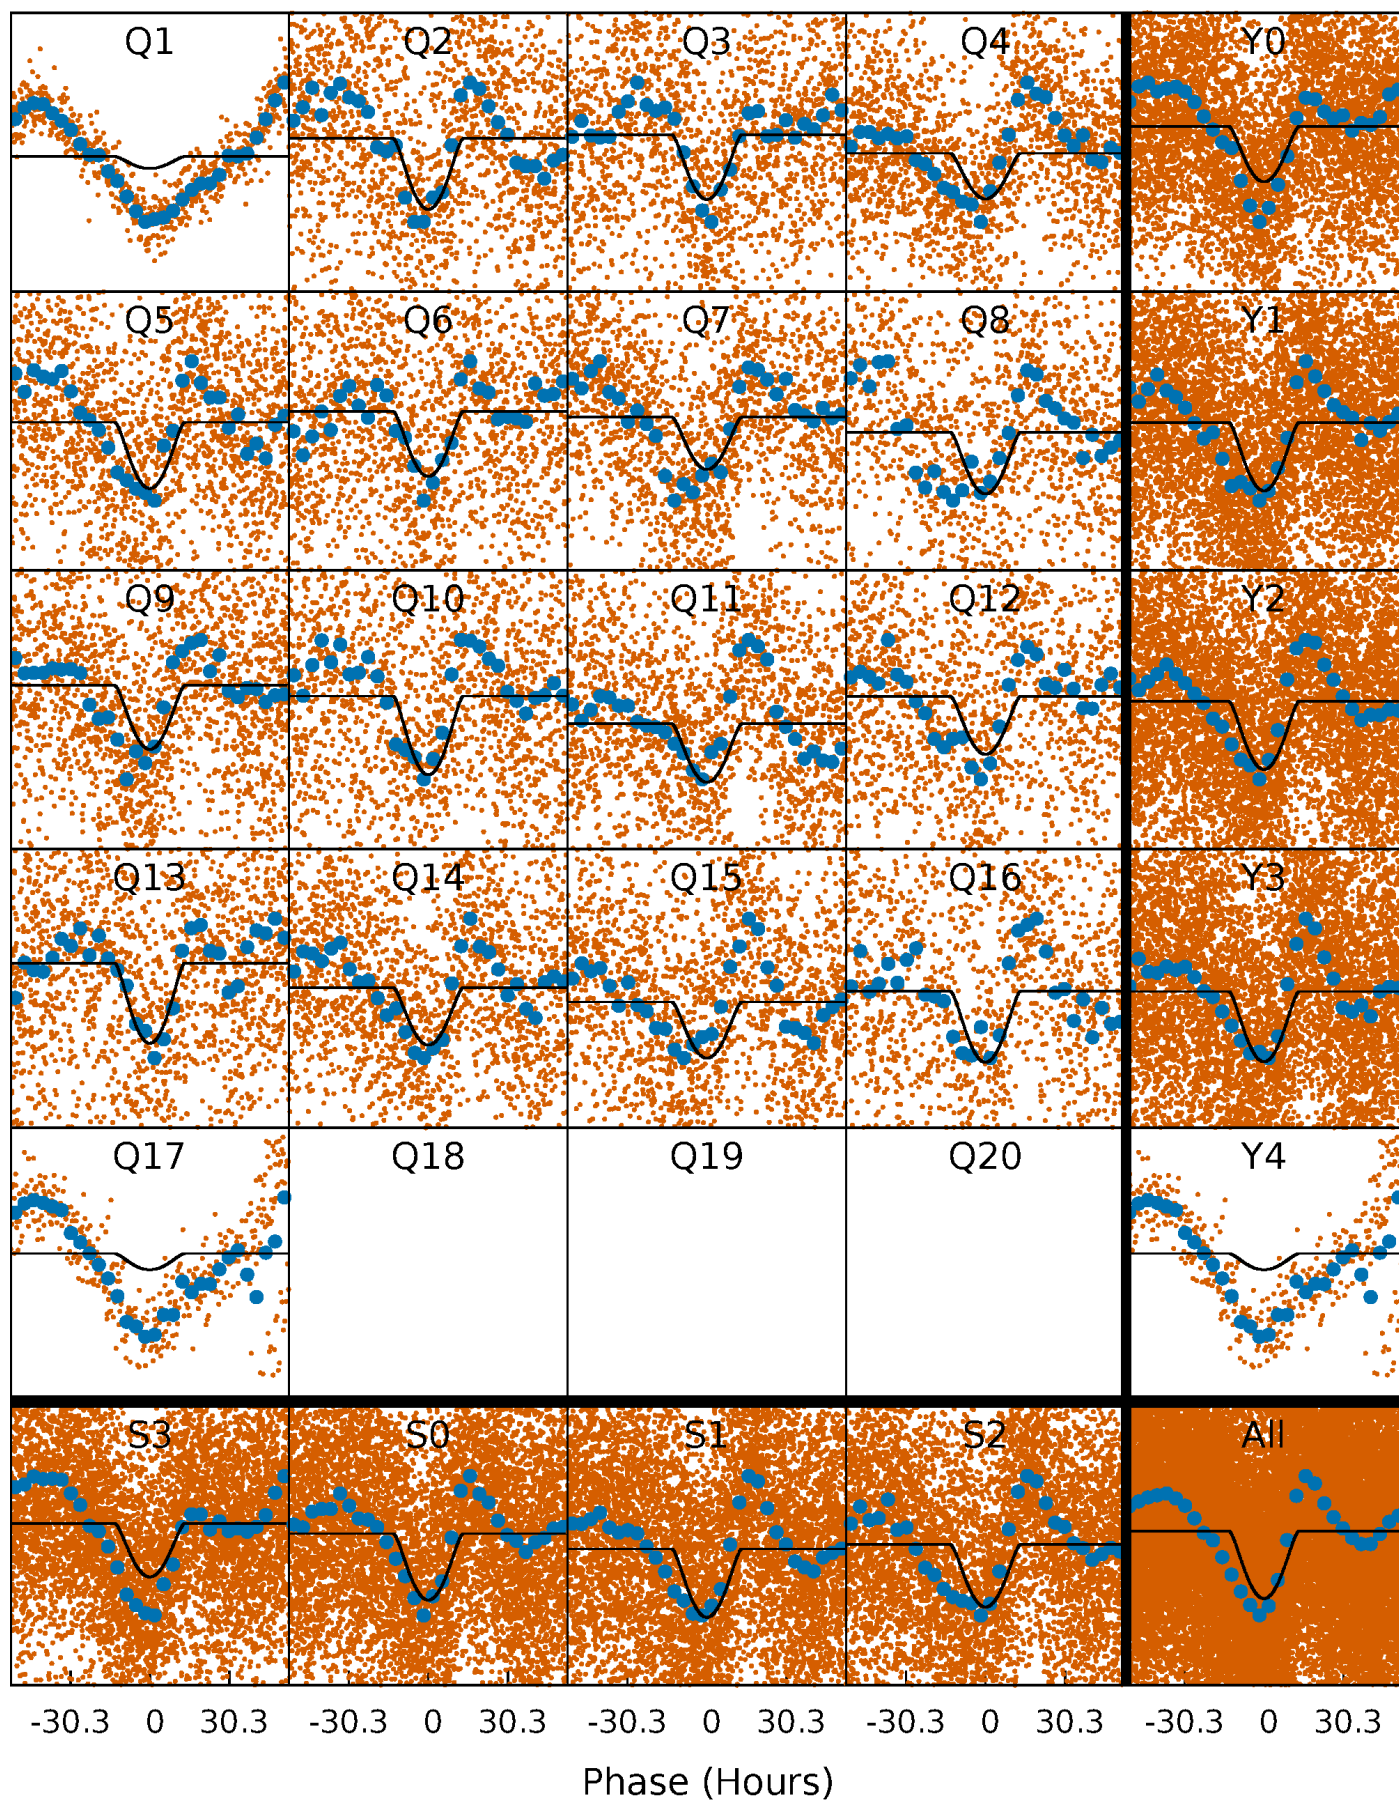 Q1 Q2 Q3 Q4 Y0
Q5 Q6 Q7 Q8 Y1
Q9 Q10 Q11 Q12 Y2
Q13 Q14 Q15 Q16 Y3
Q17 Q18 Q19 Q20 Y4
S3 S0 S1 S2 All
-30.3 0 30.3 -30.3 0 30.3 -30.3 0 30.3 -30.3 0 30.3 -30.3 0 30.3
Phase (Hours)